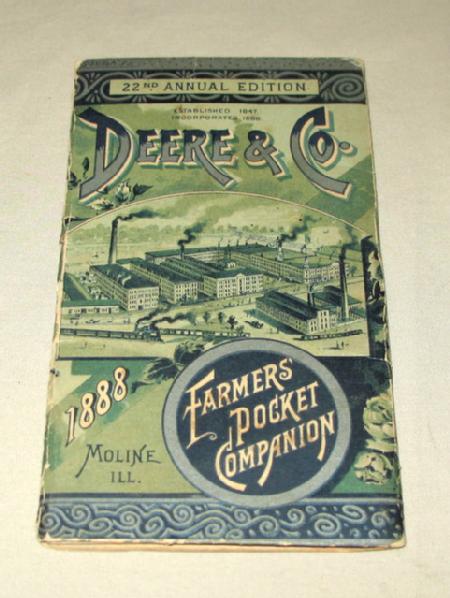 22ND ANNUAL EDITION
ESTABLISHED 1847.
INCORPORATED 1868.
DEERE & CO.
1888
FARMERS'
POCKET
COMPANION
MOLINE
ILL.